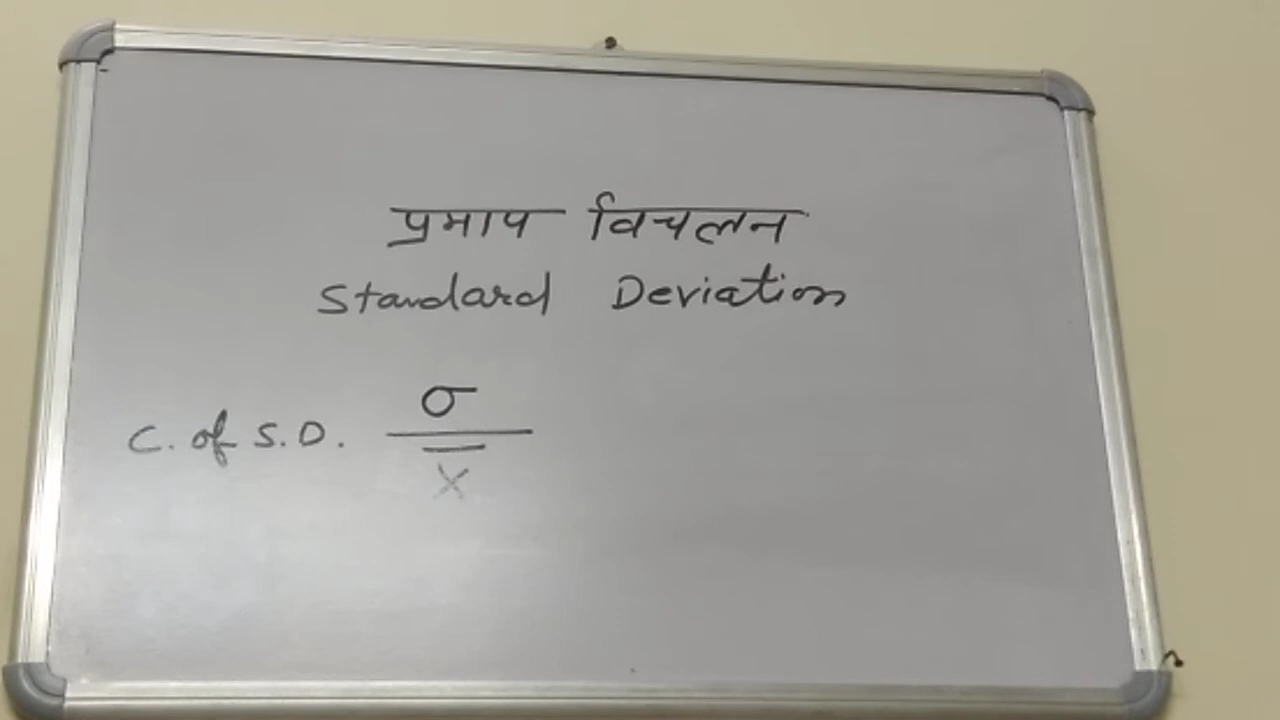 प्रमाप विचलन
Standard Deviation
C. of S.D. σ / X̅